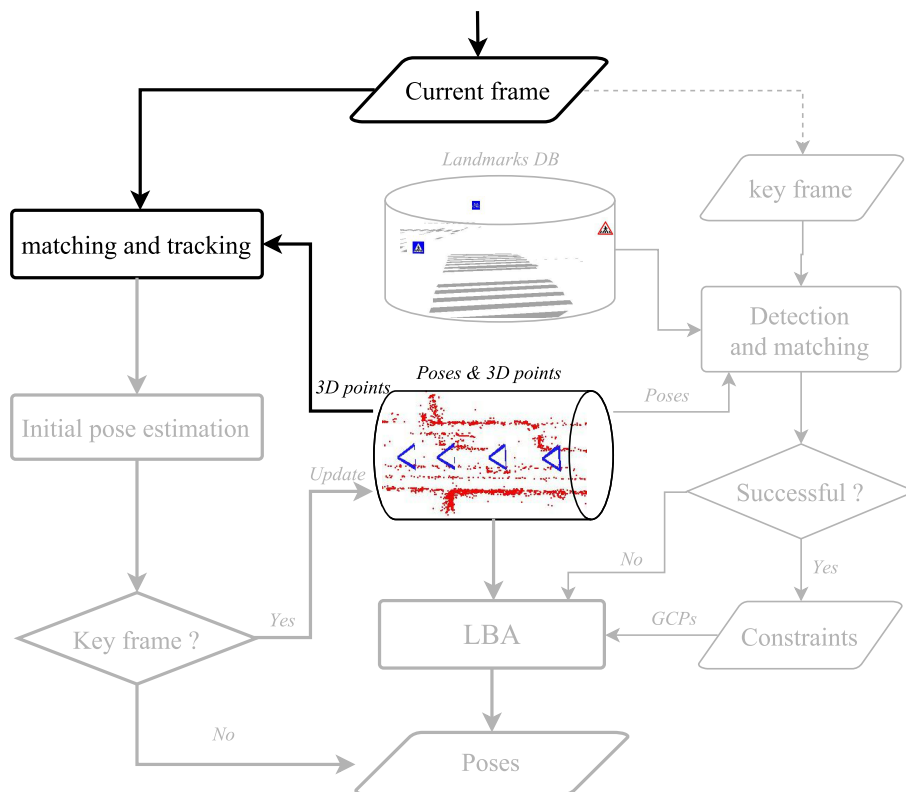 Current frame
Landmarks DB
key frame
matching and tracking
Detection
and matching
3D points
Poses & 3D points
Poses
Initial pose estimation
Update
Successful ?
No
Yes
Key frame ?
Yes
LBA
GCPs
Constraints
No
Poses